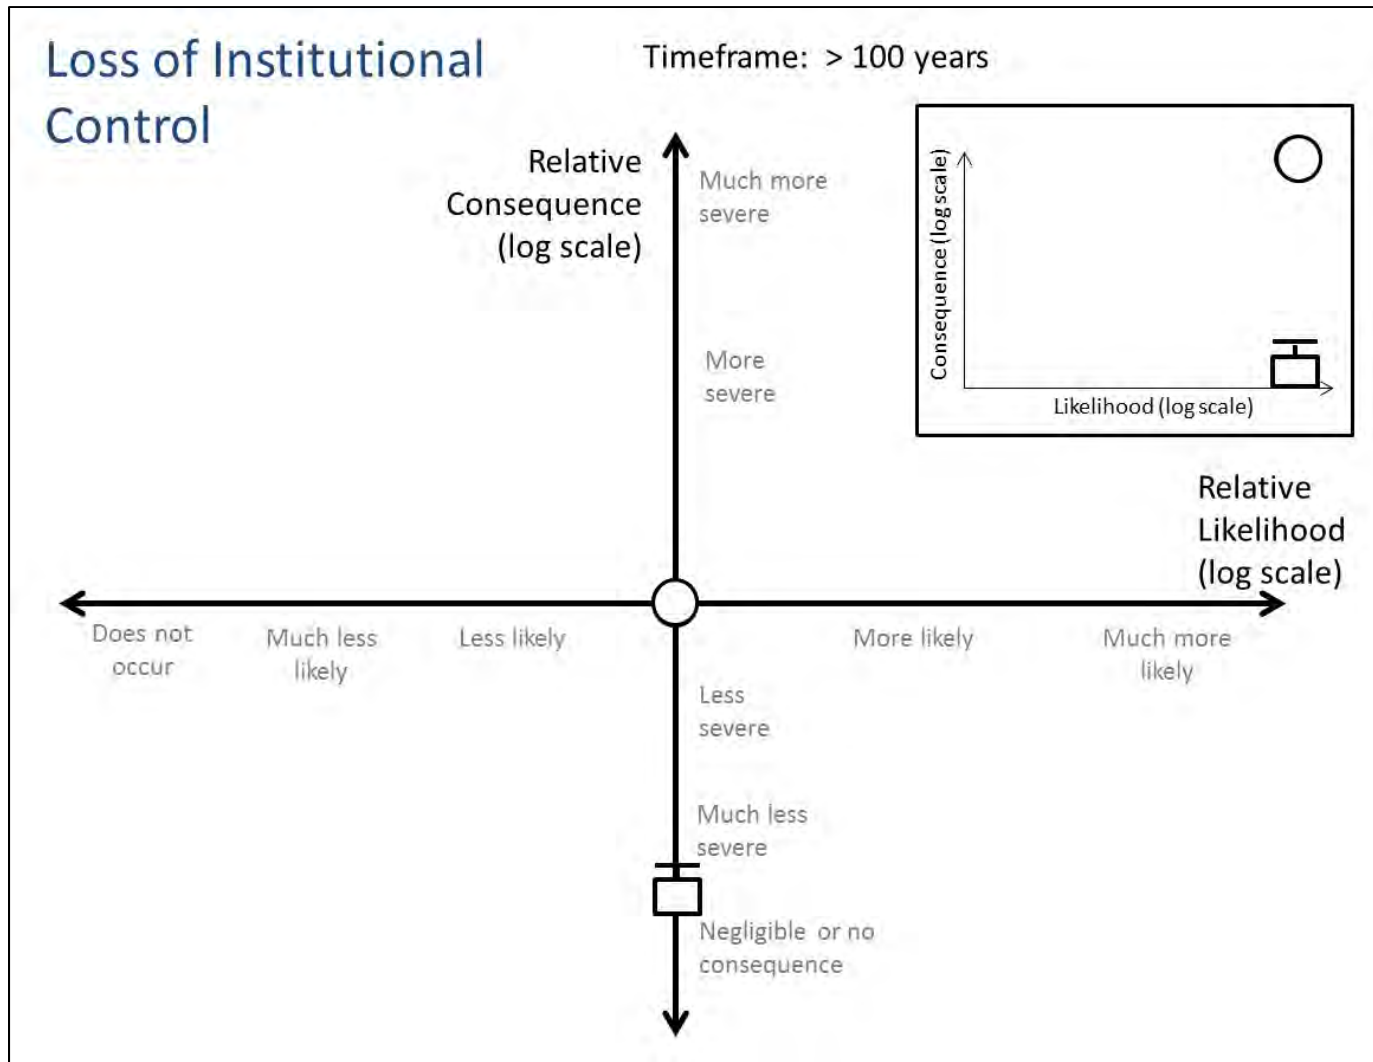 Loss of Institutional
Control
Timeframe: > 100 years
Relative
Consequence
(log scale)
Much more
severe
More
severe
Consequence (log scale)
Likelihood (log scale)
Relative
Likelihood
(log scale)
Does not
occur
Much less
likely
Less likely
More likely
Much more
likely
Less
severe
Much less
severe
Negligible or no
consequence